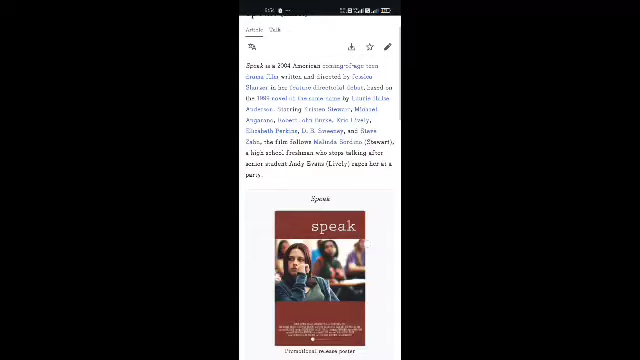 Article Talk
Speak is a 2004 American coming-of-age teen
drama film written and directed by Jessica
Sharzer in her feature directorial debut, based on
the 1999 novel of the same name by Laurie Halse
Anderson. Starring Kristen Stewart, Michael
Angarano, Robert John Burke, Eric Lively,
Elizabeth Perkins, D. B. Sweeney, and Steve
Zahn, the film follows Melinda Sordino (Stewart),
a high school freshman who stops talking after
senior student Andy Evans (Lively) rapes her at a
party.
Speak
speak
Promotional release poster